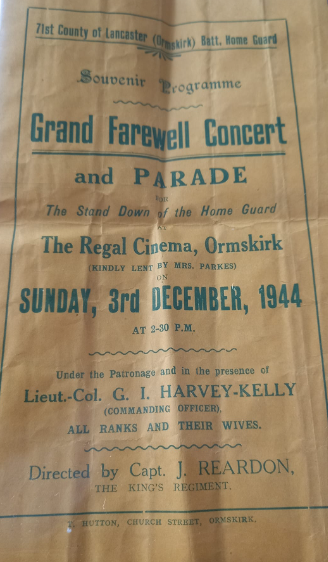 71st County of Lancaster (Ormskirk) Batt. Home Guard
Souvenir Programme
Grand Farewell Concert
and PARADE
FOR
The Stand Down of the Home Guard
AT
The Regal Cinema, Ormskirk
(KINDLY LENT BY MRS. PARKES)
ON
SUNDAY, 3rd DECEMBER, 1944
AT 2-30 P.M.
Under the Patronage and in the presence of
Lieut.-Col. G. I. HARVEY-KELLY
(COMMANDING OFFICER),
ALL RANKS AND THEIR WIVES.
Directed by Capt. J. REARDON,
THE KING'S REGIMENT.
HUTTON, CHURCH STREET, ORMSKIRK.